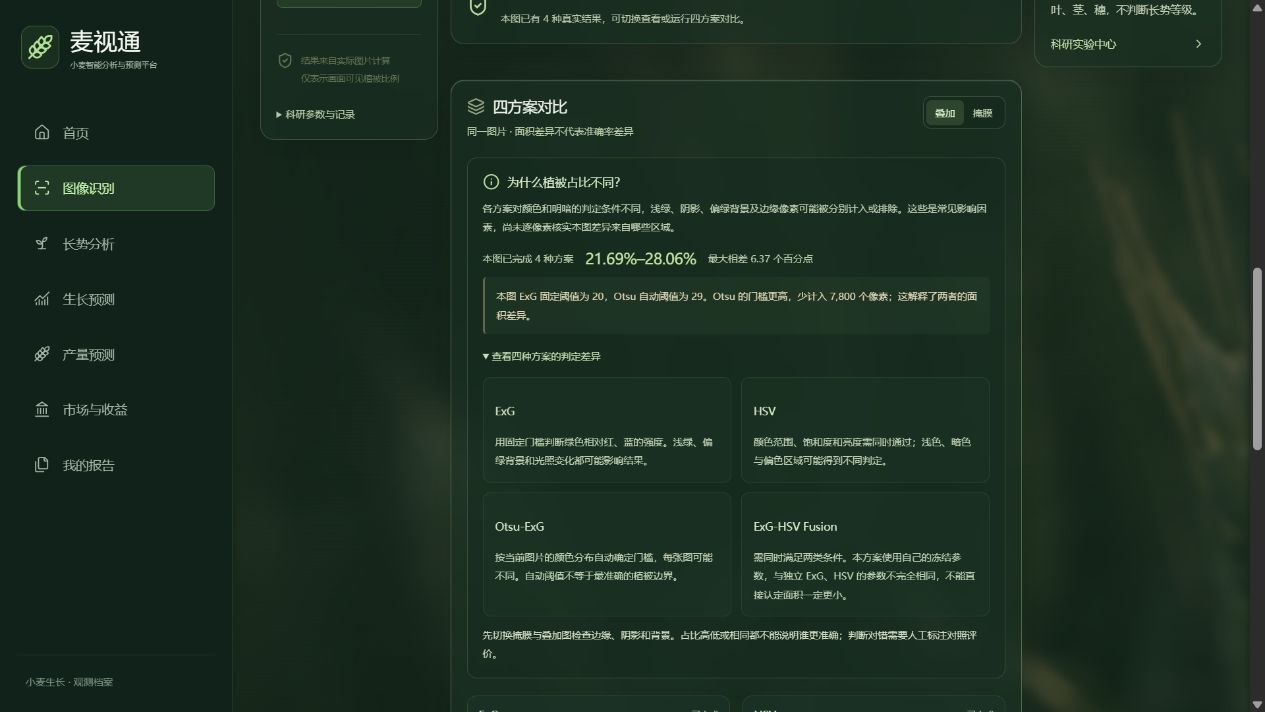 麦视通
小麦智能分析与预测平台
首页
图像识别
长势分析
生长预测
产量预测
市场与收益
我的报告
小麦生长 · 观测档案
结果来自实际图片计算
仅表示画面可见植被比例
科研参数与记录
本图已有 4 种真实结果，可切换查看或运行四方案对比。
四方案对比
叠加
掩膜
同一图片 · 面积差异不代表准确率差异
为什么植被占比不同？
各方案对颜色和明暗的判定条件不同，浅绿、阴影、偏绿背景及边缘像素可能被分别计入或排除。这些是常见影响因
素，尚未逐像素核实本图差异来自哪些区域。
本图已完成 4 种方案 21.69%–28.06% 最大相差 6.37 个百分点
本图 ExG 固定阈值为 20，Otsu 自动阈值为 29。Otsu 的门槛更高，少计入 7,800 个像素；这解释了两者的面
积差异。
查看四种方案的判定差异
ExG
用固定门槛判断绿色相对红、蓝的强度。浅绿、偏
绿背景和光照变化都可能影响结果。
HSV
颜色范围、饱和度和亮度需同时通过；浅色、暗色
与偏色区域可能得到不同判定。
Otsu-ExG
按当前图片的颜色分布自动确定门槛，每张图可能
不同。自动阈值不等于最准确的植被边界。
ExG-HSV Fusion
需同时满足两类条件。本方案使用自己的冻结参
数，与独立 ExG、HSV 的参数不完全相同，不能直
接认定面积一定更小。
先切换掩膜与叠加图检查边缘、阴影和背景。占比高低或相同都不能说明谁更准确；判断对错需要人工标注对照评
价。
叶、茎、穗，不判断长势等级。
科研实验中心